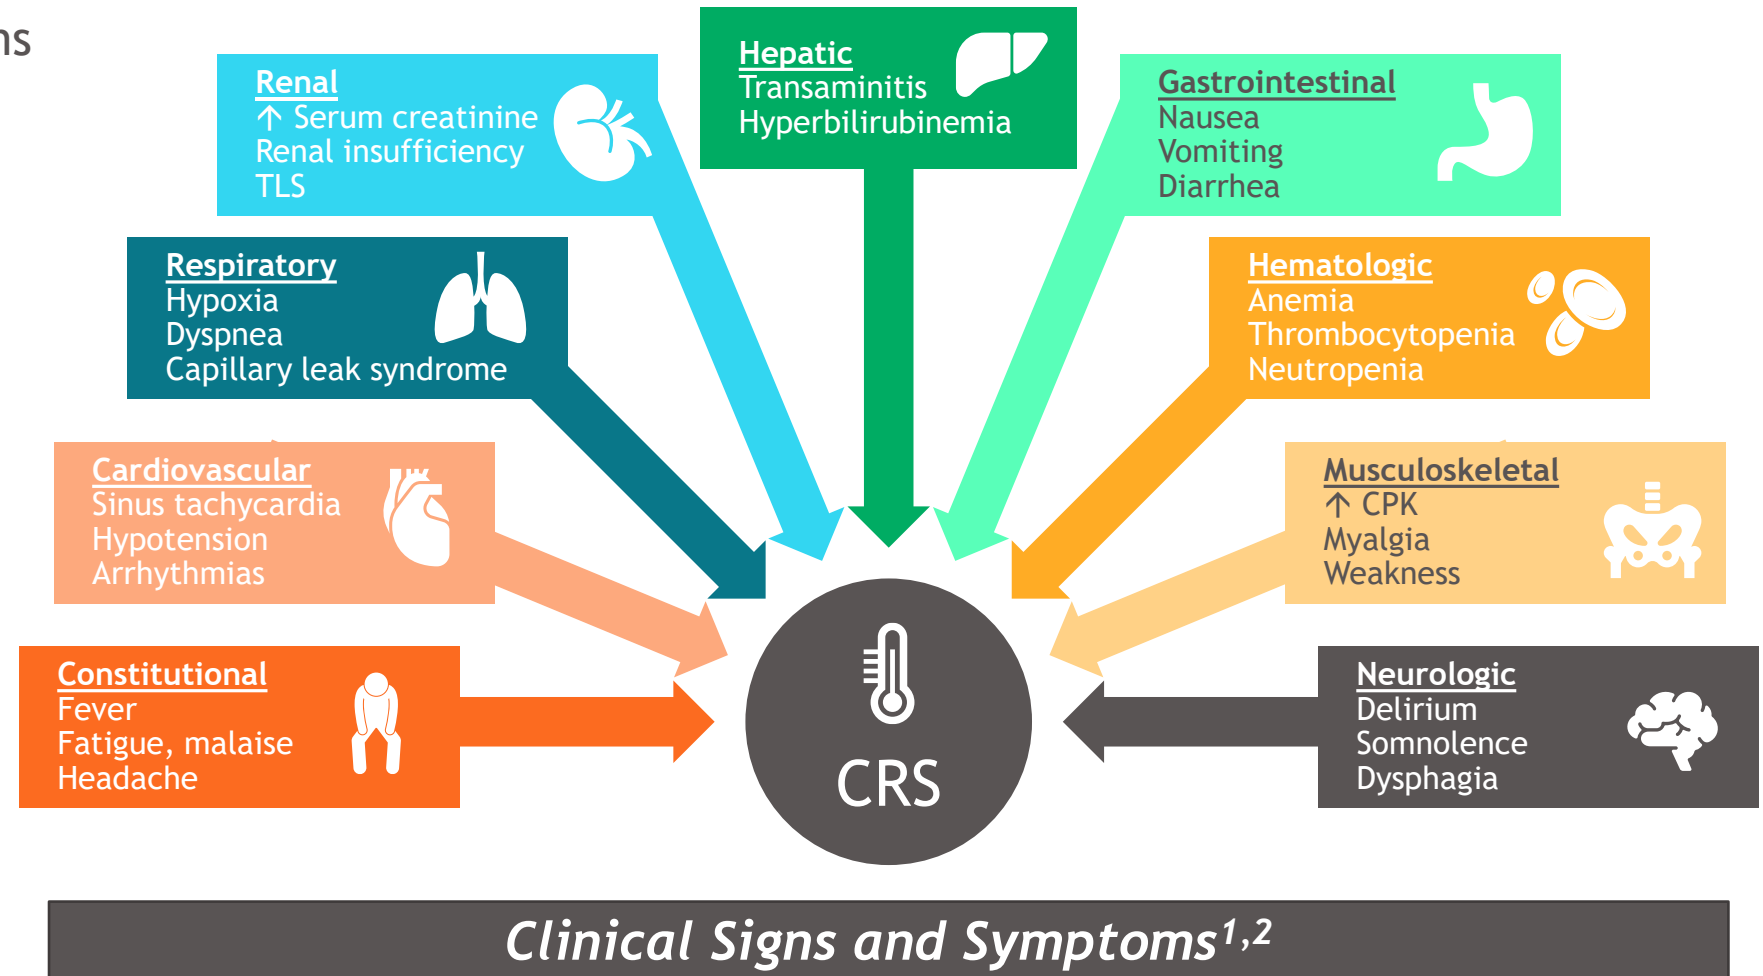 ns
Renal
↑ Serum creatinine
Renal insufficiency
TLS
Hepatic
Transaminitis
Hyperbilirubinemia
Gastrointestinal
Nausea
Vomiting
Diarrhea
Respiratory
Hypoxia
Dyspnea
Capillary leak syndrome
Hematologic
Anemia
Thrombocytopenia
Neutropenia
Cardiovascular
Sinus tachycardia
Hypotension
Arrhythmias
Musculoskeletal
↑ CPK
Myalgia
Weakness
Constitutional
Fever
Fatigue, malaise
Headache
CRS
Neurologic
Delirium
Somnolence
Dysphagia
Clinical Signs and Symptoms1,2